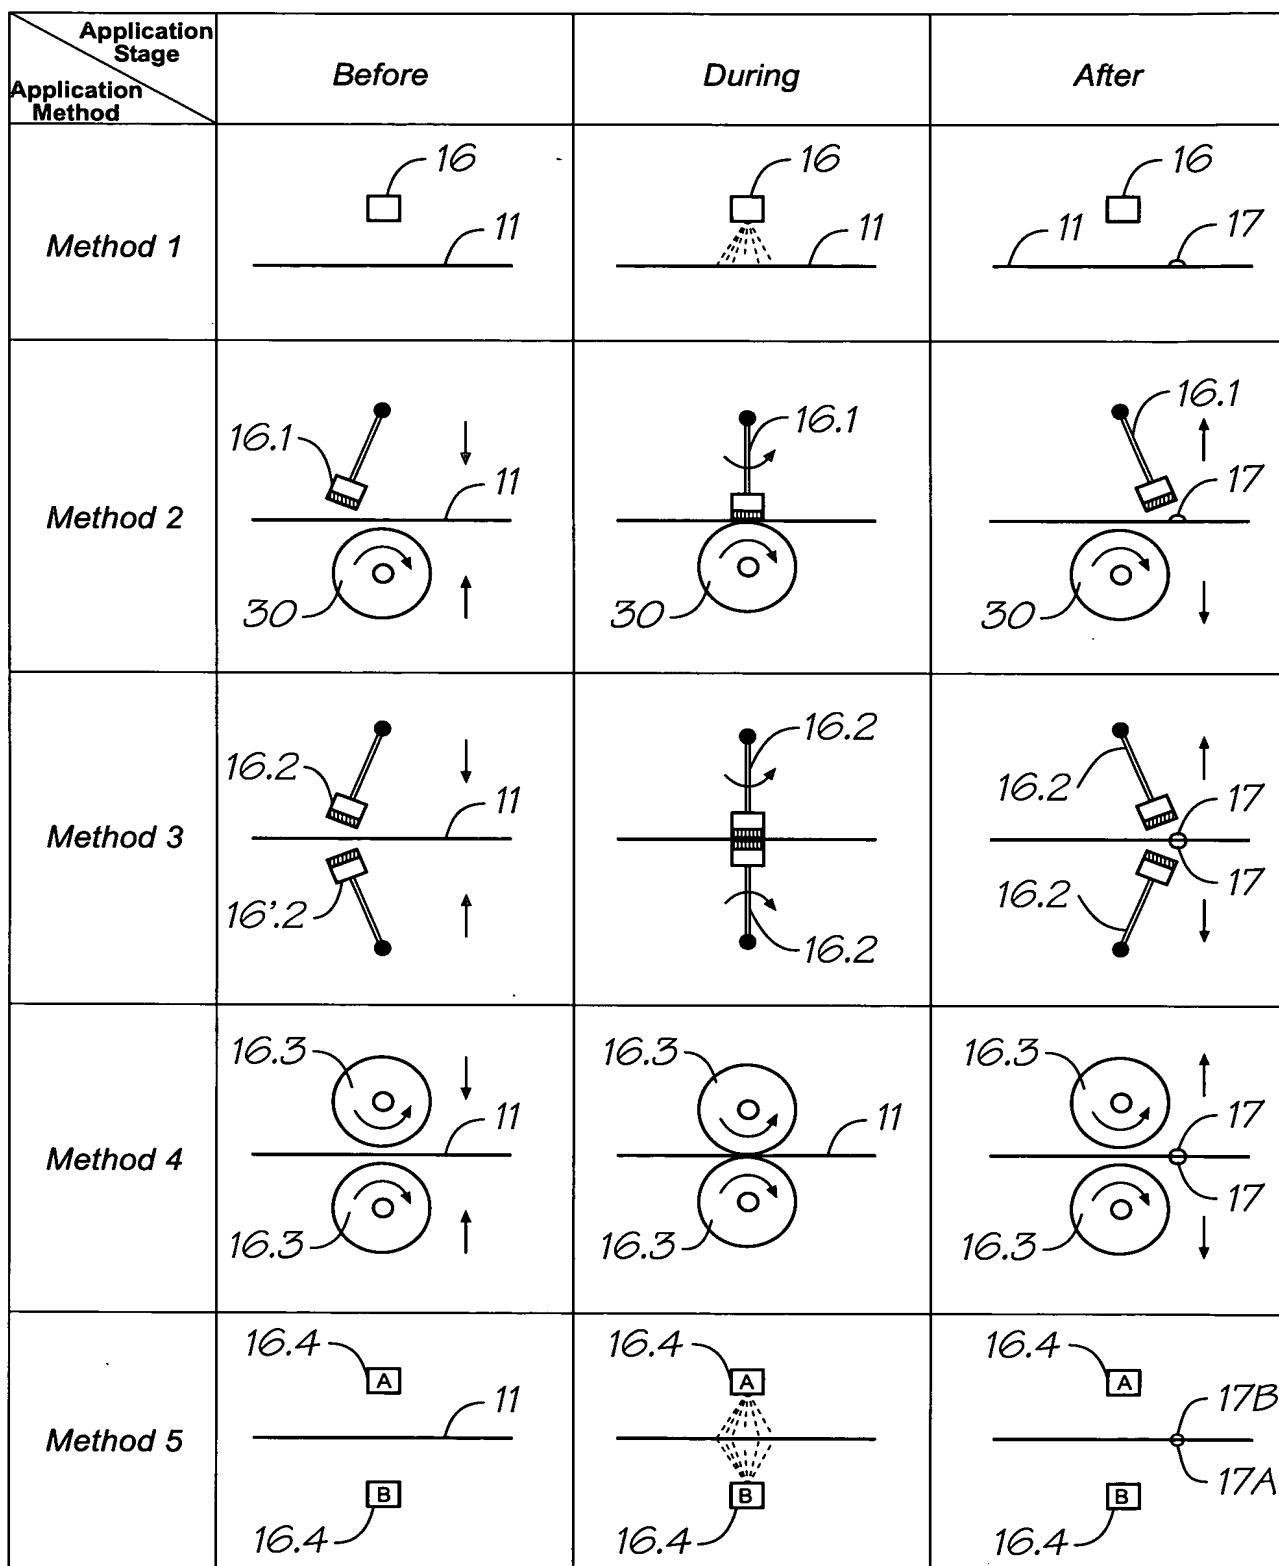 Application
Stage
Application
Method
Before
During
After
Method 1
16
11
16
11
16
11
17
Method 2
16.1
11
30
16.1
30
16.1
17
30
Method 3
16.2
11
16'.2
16.2
16.2
16.2
17
17
16.2
Method 4
16.3
11
16.3
16.3
11
16.3
16.3
17
17
16.3
Method 5
16.4
A
11
B
16.4
16.4
A
B
16.4
16.4
A
17B
17A
B
16.4